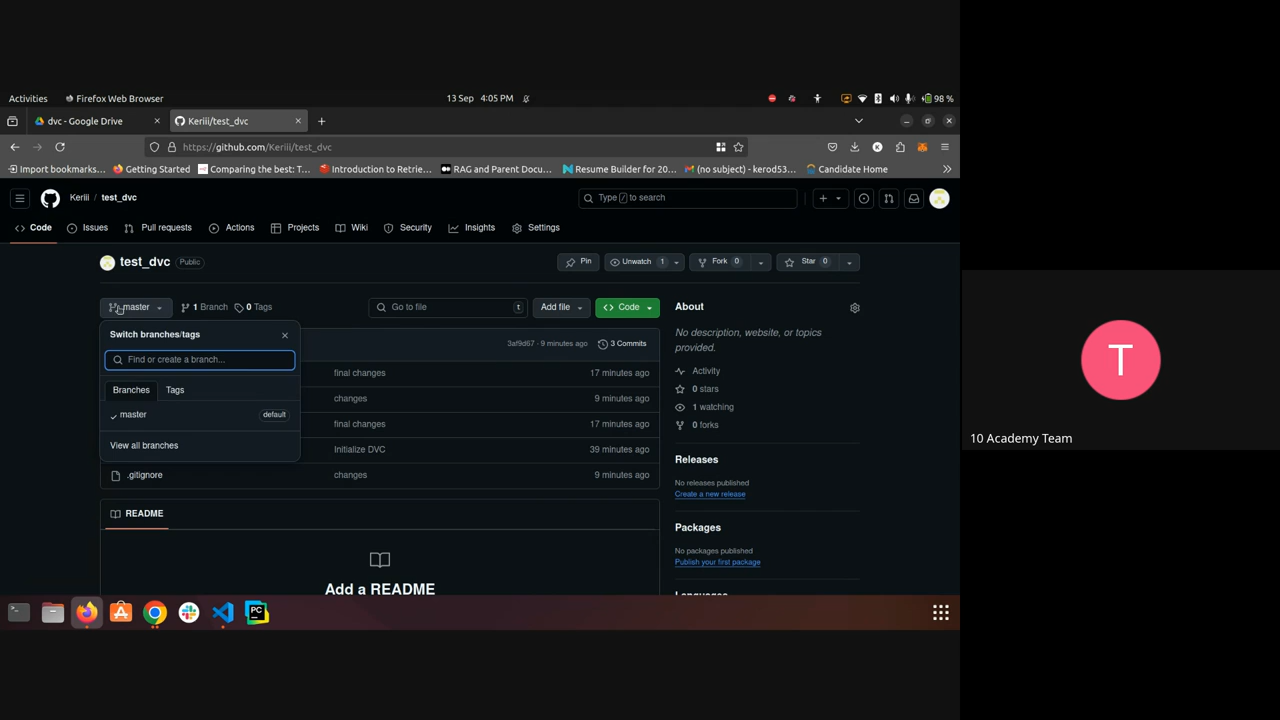 Activities
Firefox Web Browser
13 Sep 4:05 PM
98 %
dvc - Google Drive
Keriii/test_dvc
https://github.com/Keriii/test_dvc
Import bookmarks...
Getting Started
Comparing the best: T...
Introduction to Retrie...
RAG and Parent Docu...
Resume Builder for 20...
(no subject) - kerod53...
Candidate Home
Keriii / test_dvc
Type / to search
Code
Issues
Pull requests
Actions
Projects
Wiki
Security
Insights
Settings
test_dvc
Public
Pin
Unwatch 1
Fork 0
Star 0
master
1 Branch
0 Tags
Go to file
t
Add file
Code
Switch branches/tags
Find or create a branch...
Branches
Tags
master
default
View all branches
3af9d67 · 9 minutes ago
3 Commits
final changes
17 minutes ago
changes
9 minutes ago
final changes
17 minutes ago
Initialize DVC
39 minutes ago
.gitignore
changes
9 minutes ago
README
Add a README
About
No description, website, or topics
provided.
Activity
0 stars
1 watching
0 forks
Releases
No releases published
Create a new release
Packages
No packages published
Publish your first package
T
10 Academy Team
PC